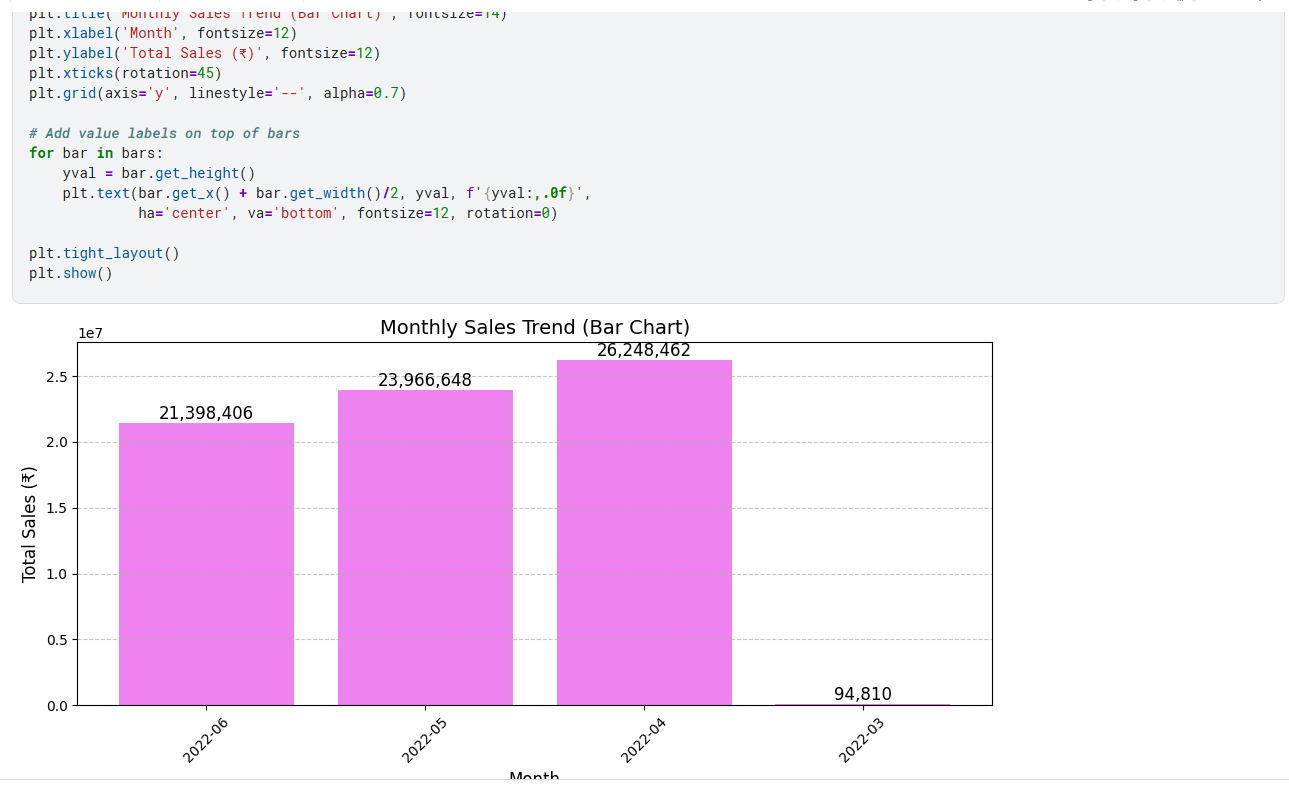 plt.title('Monthly Sales Trend (Bar Chart)', fontsize=14)
plt.xlabel('Month', fontsize=12)
plt.ylabel('Total Sales (₹)', fontsize=12)
plt.xticks(rotation=45)
plt.grid(axis='y', linestyle='--', alpha=0.7)
# Add value labels on top of bars
for bar in bars:
    yval = bar.get_height()
    plt.text(bar.get_x() + bar.get_width()/2, yval, f'{yval:,.0f}',
             ha='center', va='bottom', fontsize=12, rotation=0)
plt.tight_layout()
plt.show()
Monthly Sales Trend (Bar Chart)
1e7
26,248,462
2.5
23,966,648
21,398,406
2.0
1.5
Total Sales (₹)
1.0
0.5
94,810
0.0
2022-06
2022-05
2022-04
2022-03
Month